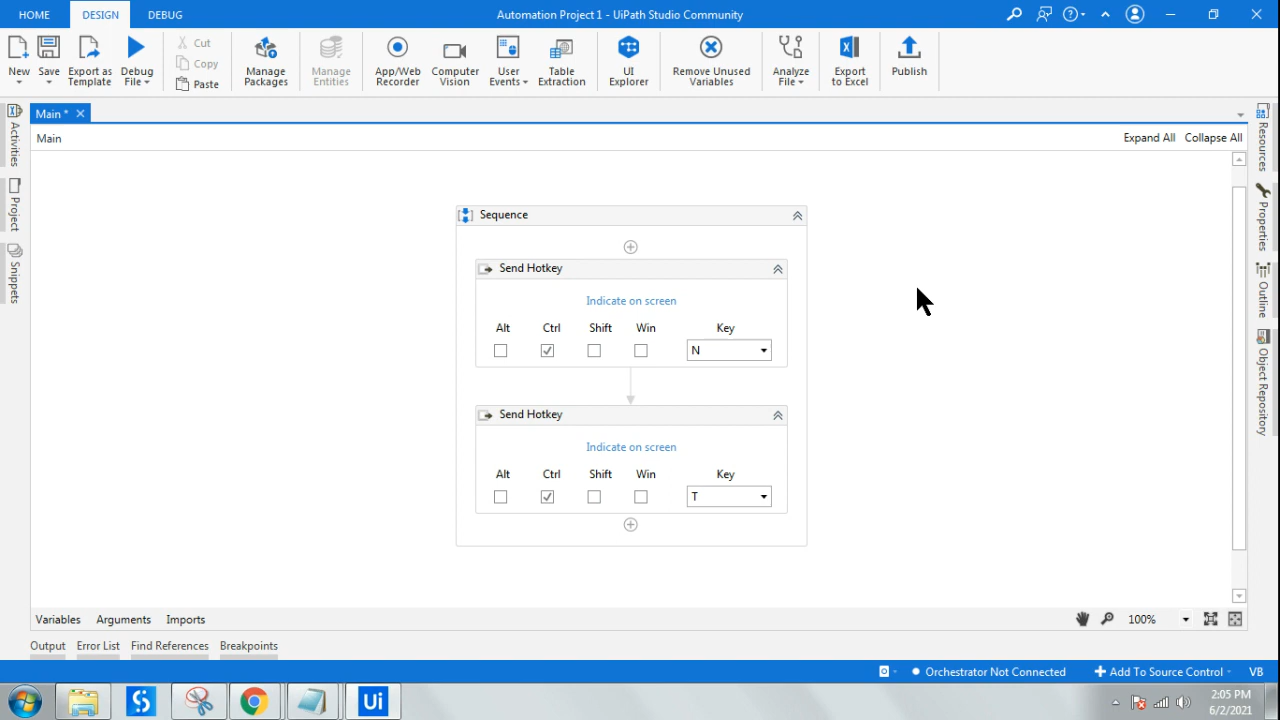 HOME DESIGN DEBUG Automation Project 1 - UiPath Studio Community
New Save Export as Template Debug File Cut Copy Paste Manage Packages Manage Entities App/Web Recorder Computer Vision User Events Table Extraction UI Explorer Remove Unused Variables Analyze File Export to Excel Publish
Main *
Main Expand All Collapse All
Activities
Project
Snippets
Resources
Properties
Outline
Object Repository
Sequence
Send Hotkey
Indicate on screen
Alt Ctrl Shift Win Key
N
Send Hotkey
Indicate on screen
Alt Ctrl Shift Win Key
T
Variables Arguments Imports 100%
Output Error List Find References Breakpoints
Orchestrator Not Connected Add To Source Control VB
Ui
2:05 PM
6/2/2021